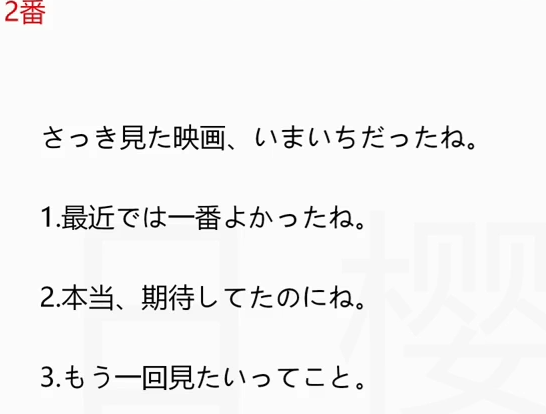 2番
さっき見た映画、いまいちだったね。
1.最近では一番よかったね。
2.本当、期待してたのにね。
3.もう一回見たいってこと。
日樱